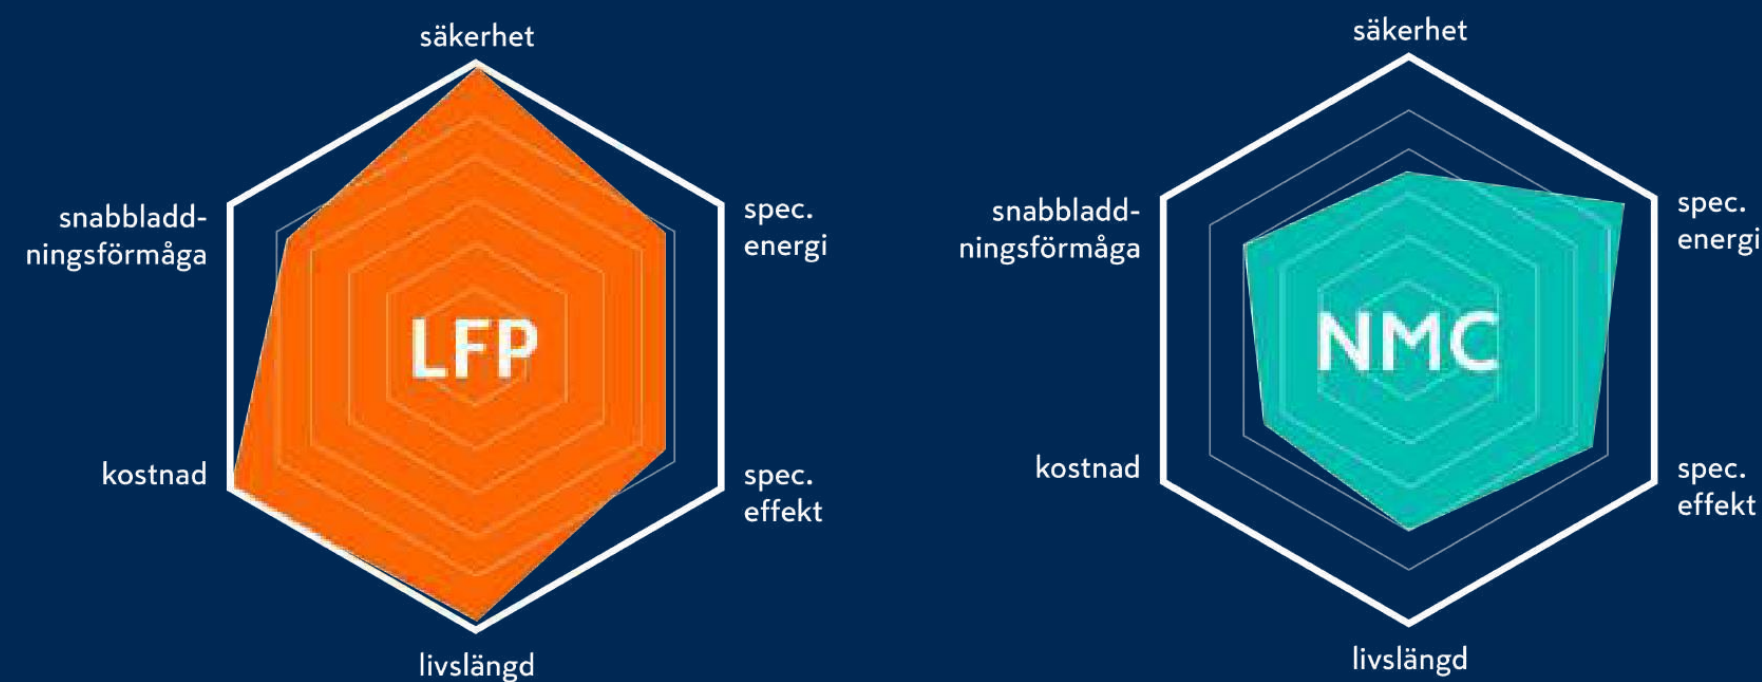 säkerhet
snabbladd-
ningsförmåga
spec.
energi
LFP
kostnad
spec.
effekt
livslängd
säkerhet
snabbladd-
ningsförmåga
spec.
energi
NMC
kostnad
spec.
effekt
livslängd